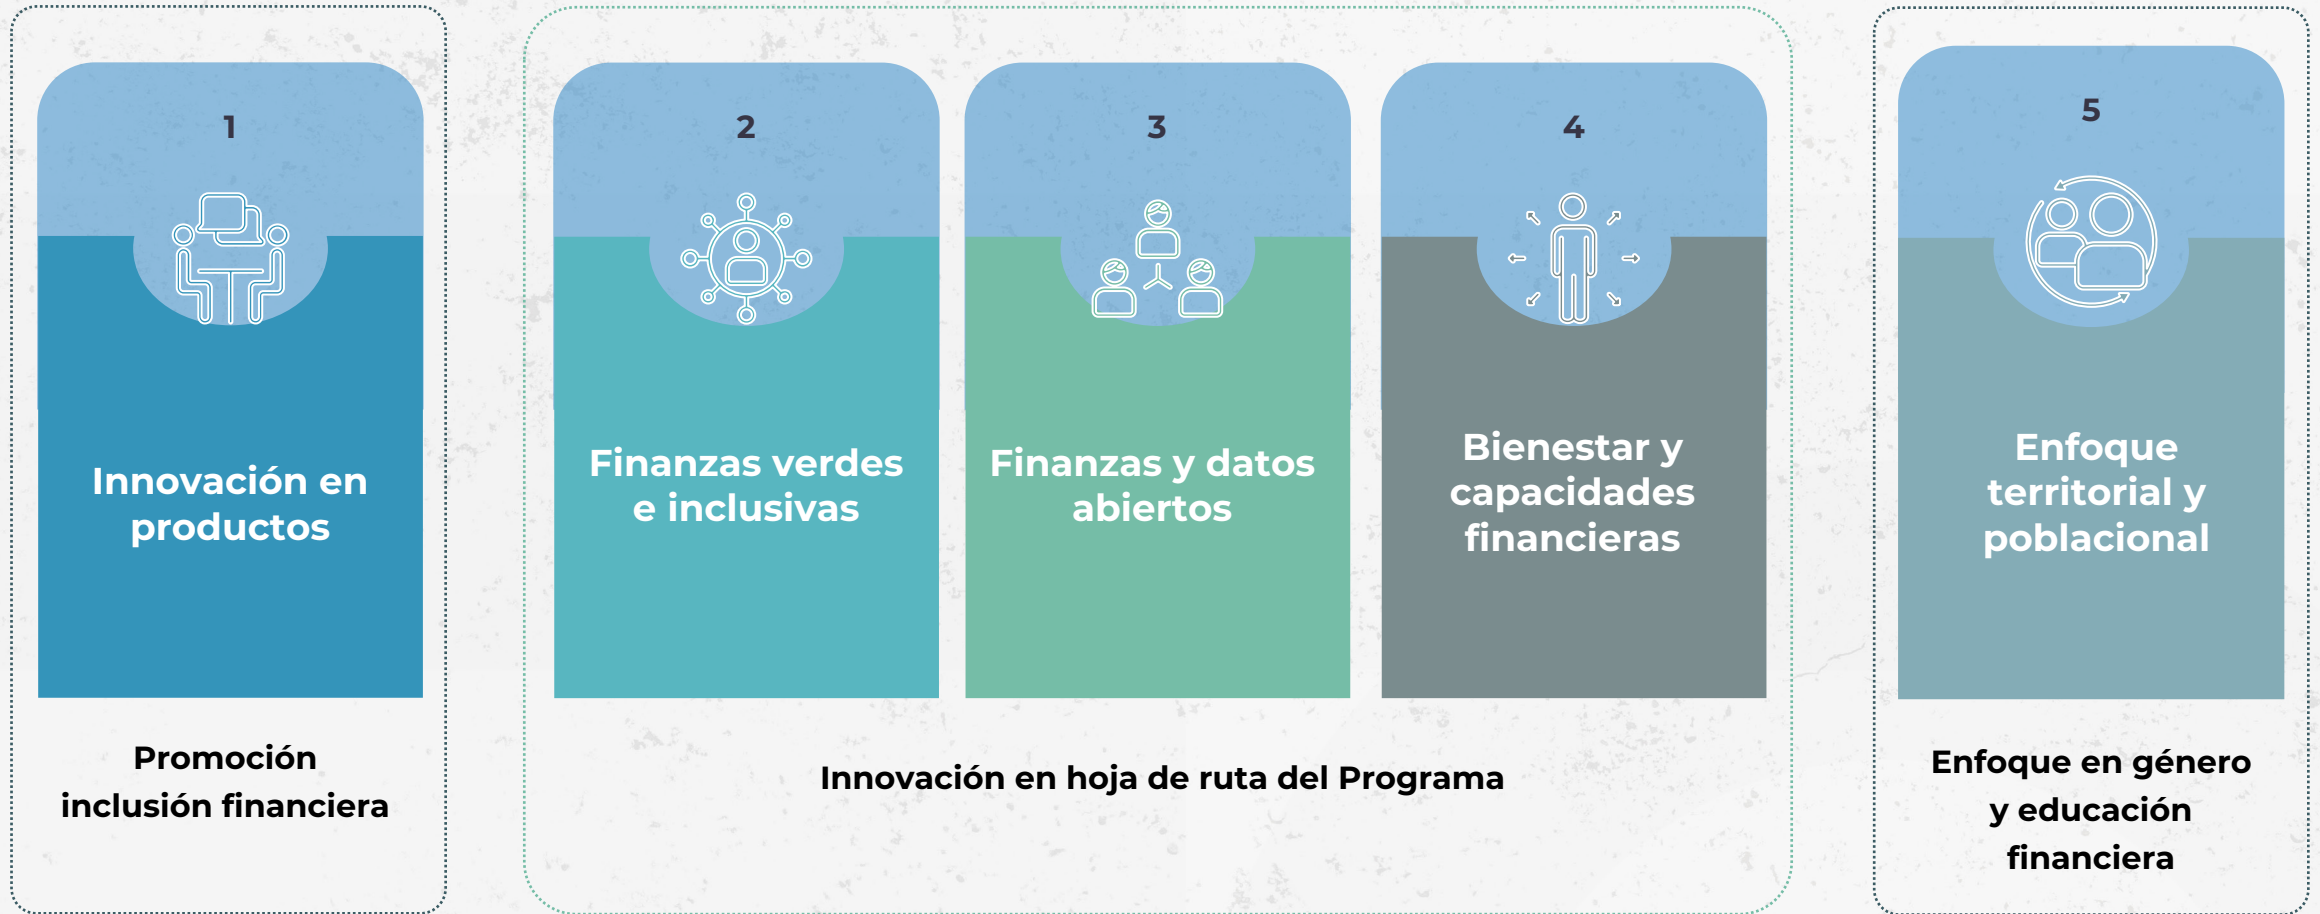 1
Innovación en
productos
Promoción
inclusión financiera
2
Finanzas verdes
e inclusivas
3
Finanzas y datos
abiertos
4
Bienestar y
capacidades
financieras
Innovación en hoja de ruta del Programa
5
Enfoque
territorial y
poblacional
Enfoque en género
y educación
financiera